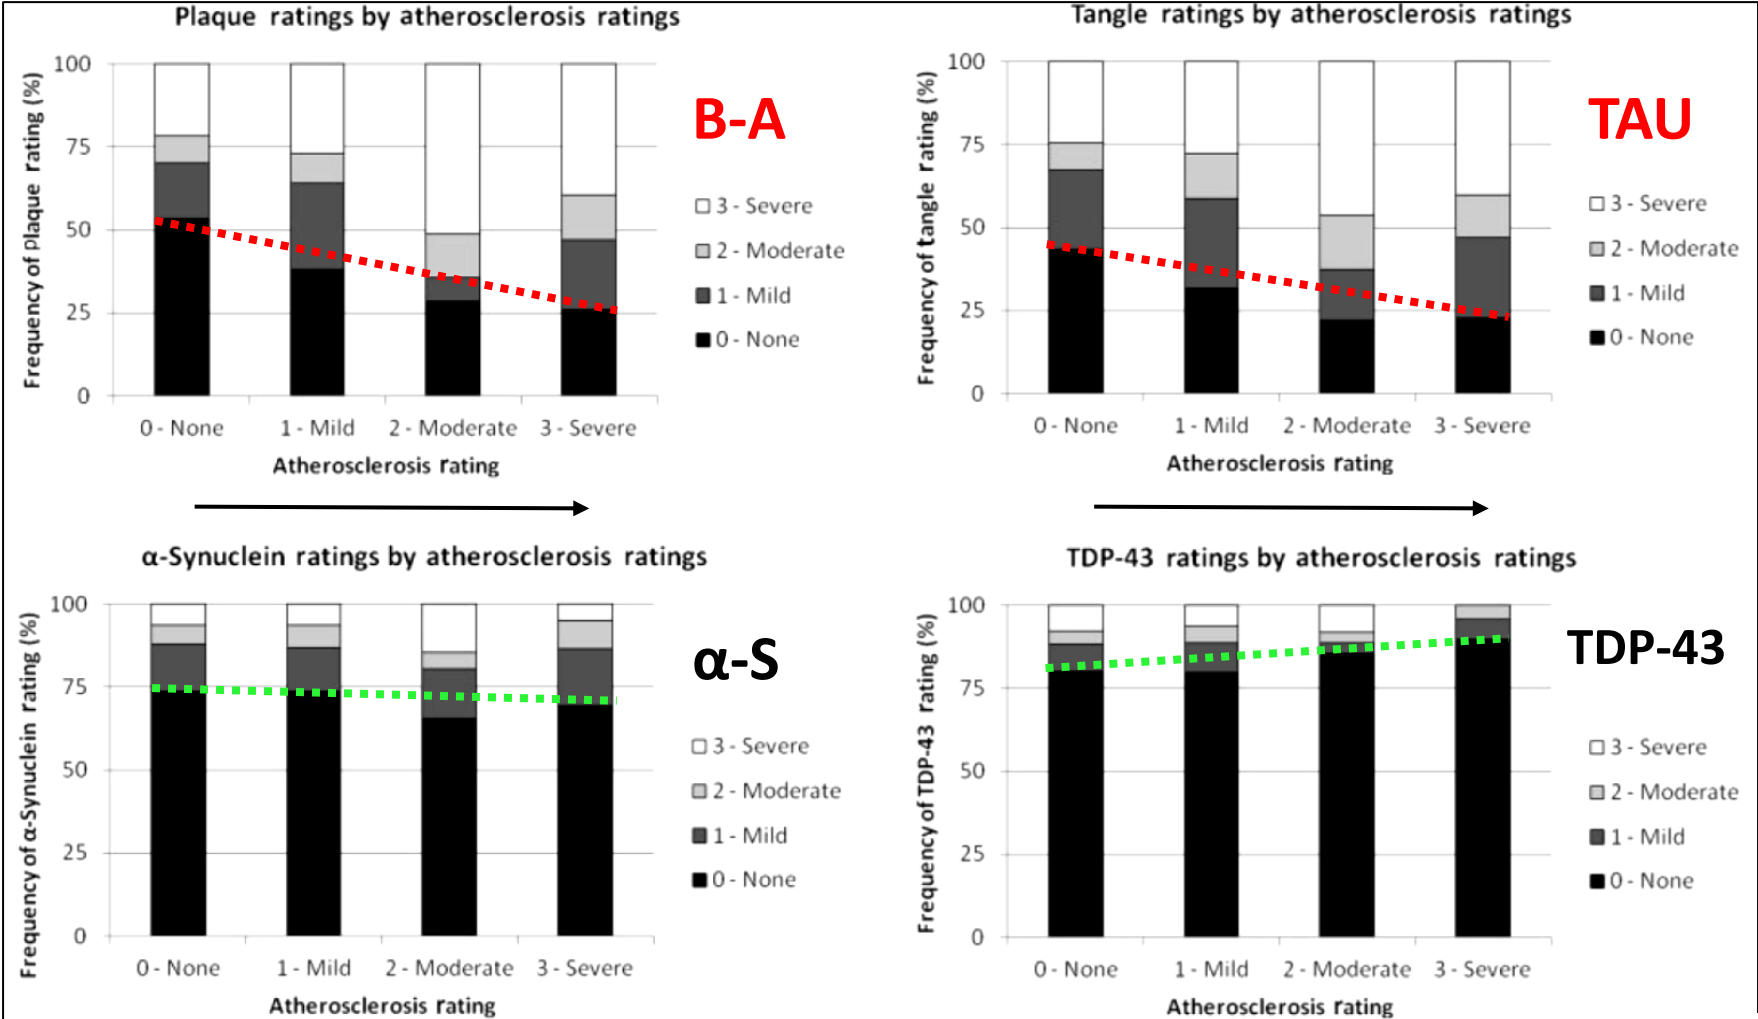 Plaque ratings by atherosclerosis ratings
Frequency of plaque rating (%)
100
75
50
25
0
0 - None
1 - Mild
2 - Moderate
3 - Severe
Atherosclerosis rating
B-A
3 - Severe
2 - Moderate
1 - Mild
0 - None
Tangle ratings by atherosclerosis ratings
Frequency of tangle rating (%)
100
75
50
25
0
0 - None
1 - Mild
2 - Moderate
3 - Severe
Atherosclerosis rating
TAU
3 - Severe
2 - Moderate
1 - Mild
0 - None
α-Synuclein ratings by atherosclerosis ratings
Frequency of α-Synuclein rating (%)
100
75
50
25
0
0 - None
1 - Mild
2 - Moderate
3 - Severe
Atherosclerosis rating
α-S
3 - Severe
2 - Moderate
1 - Mild
0 - None
TDP-43 ratings by atherosclerosis ratings
Frequency of TDP-43 rating (%)
100
75
50
25
0
0 - None
1 - Mild
2 - Moderate
3 - Severe
Atherosclerosis rating
TDP-43
3 - Severe
2 - Moderate
1 - Mild
0 - None